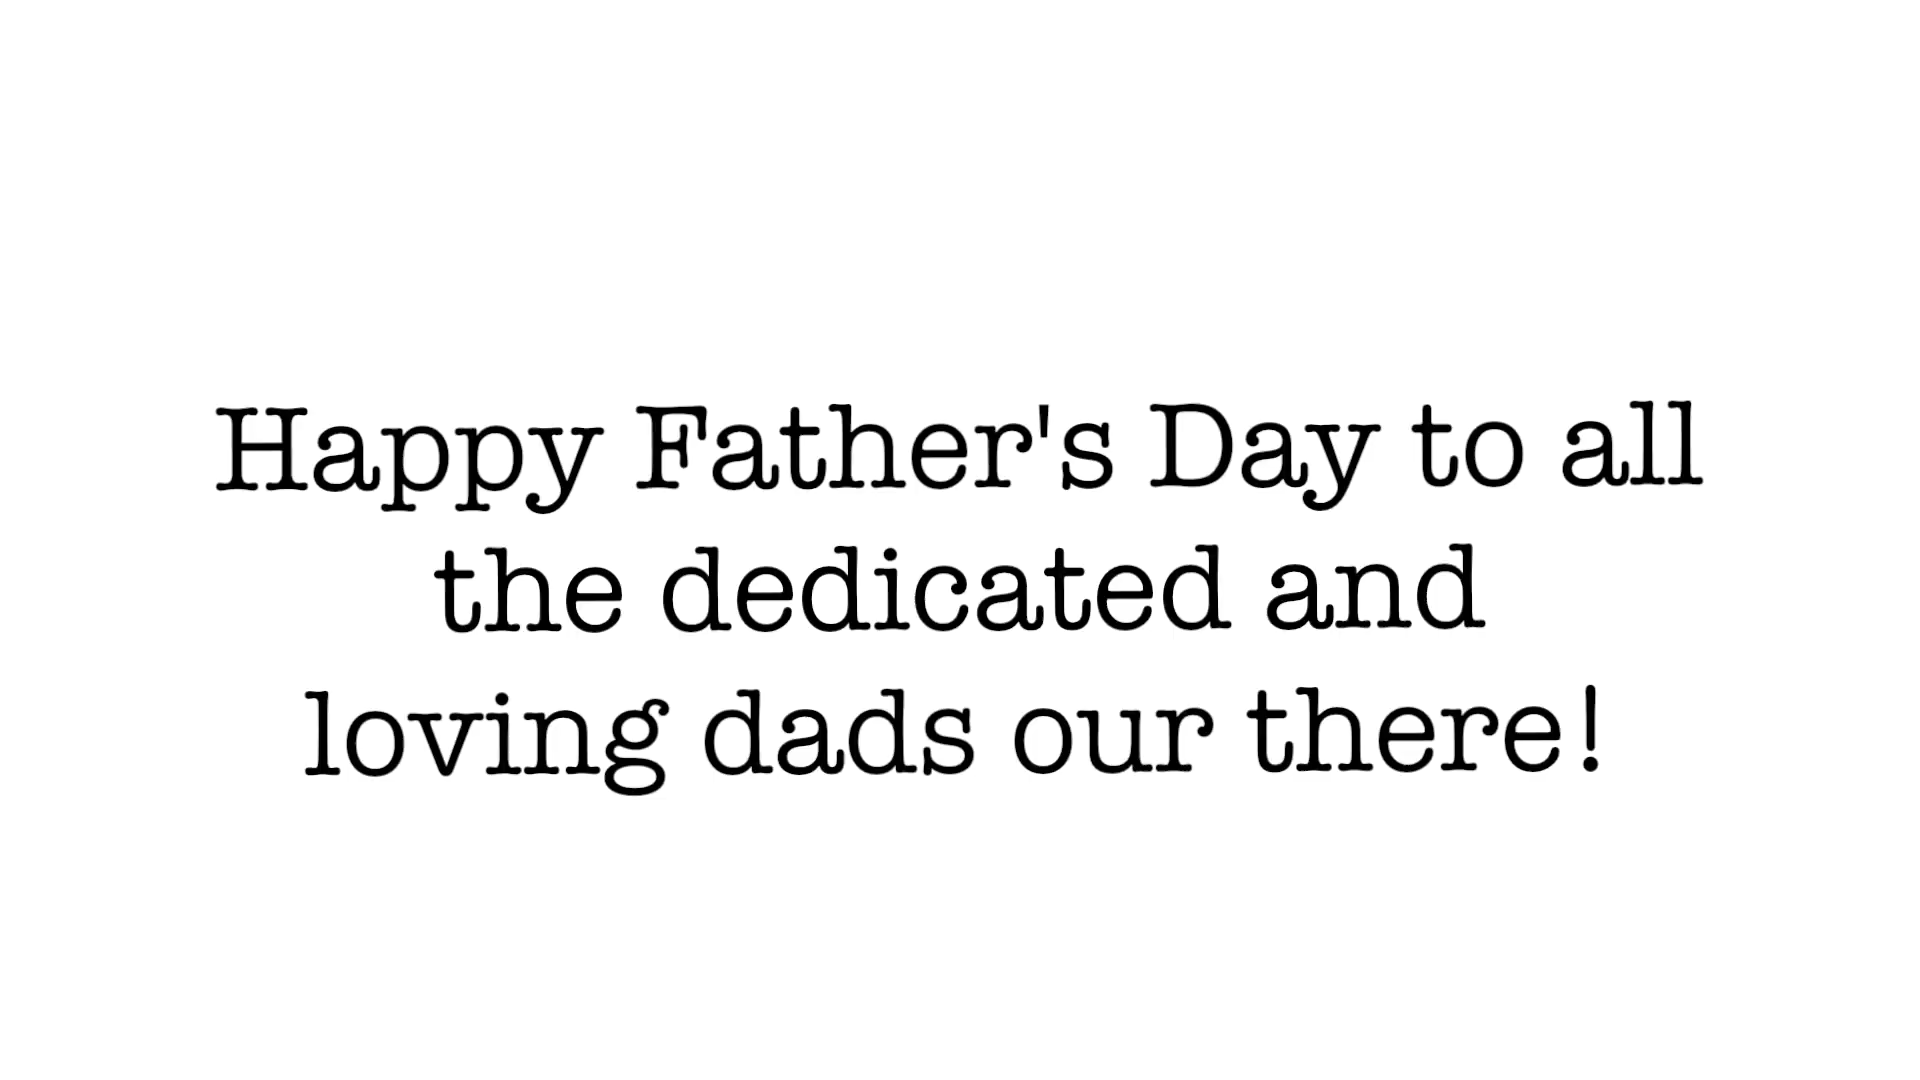 Happy Father's Day to all
the dedicated and
loving dads our there!